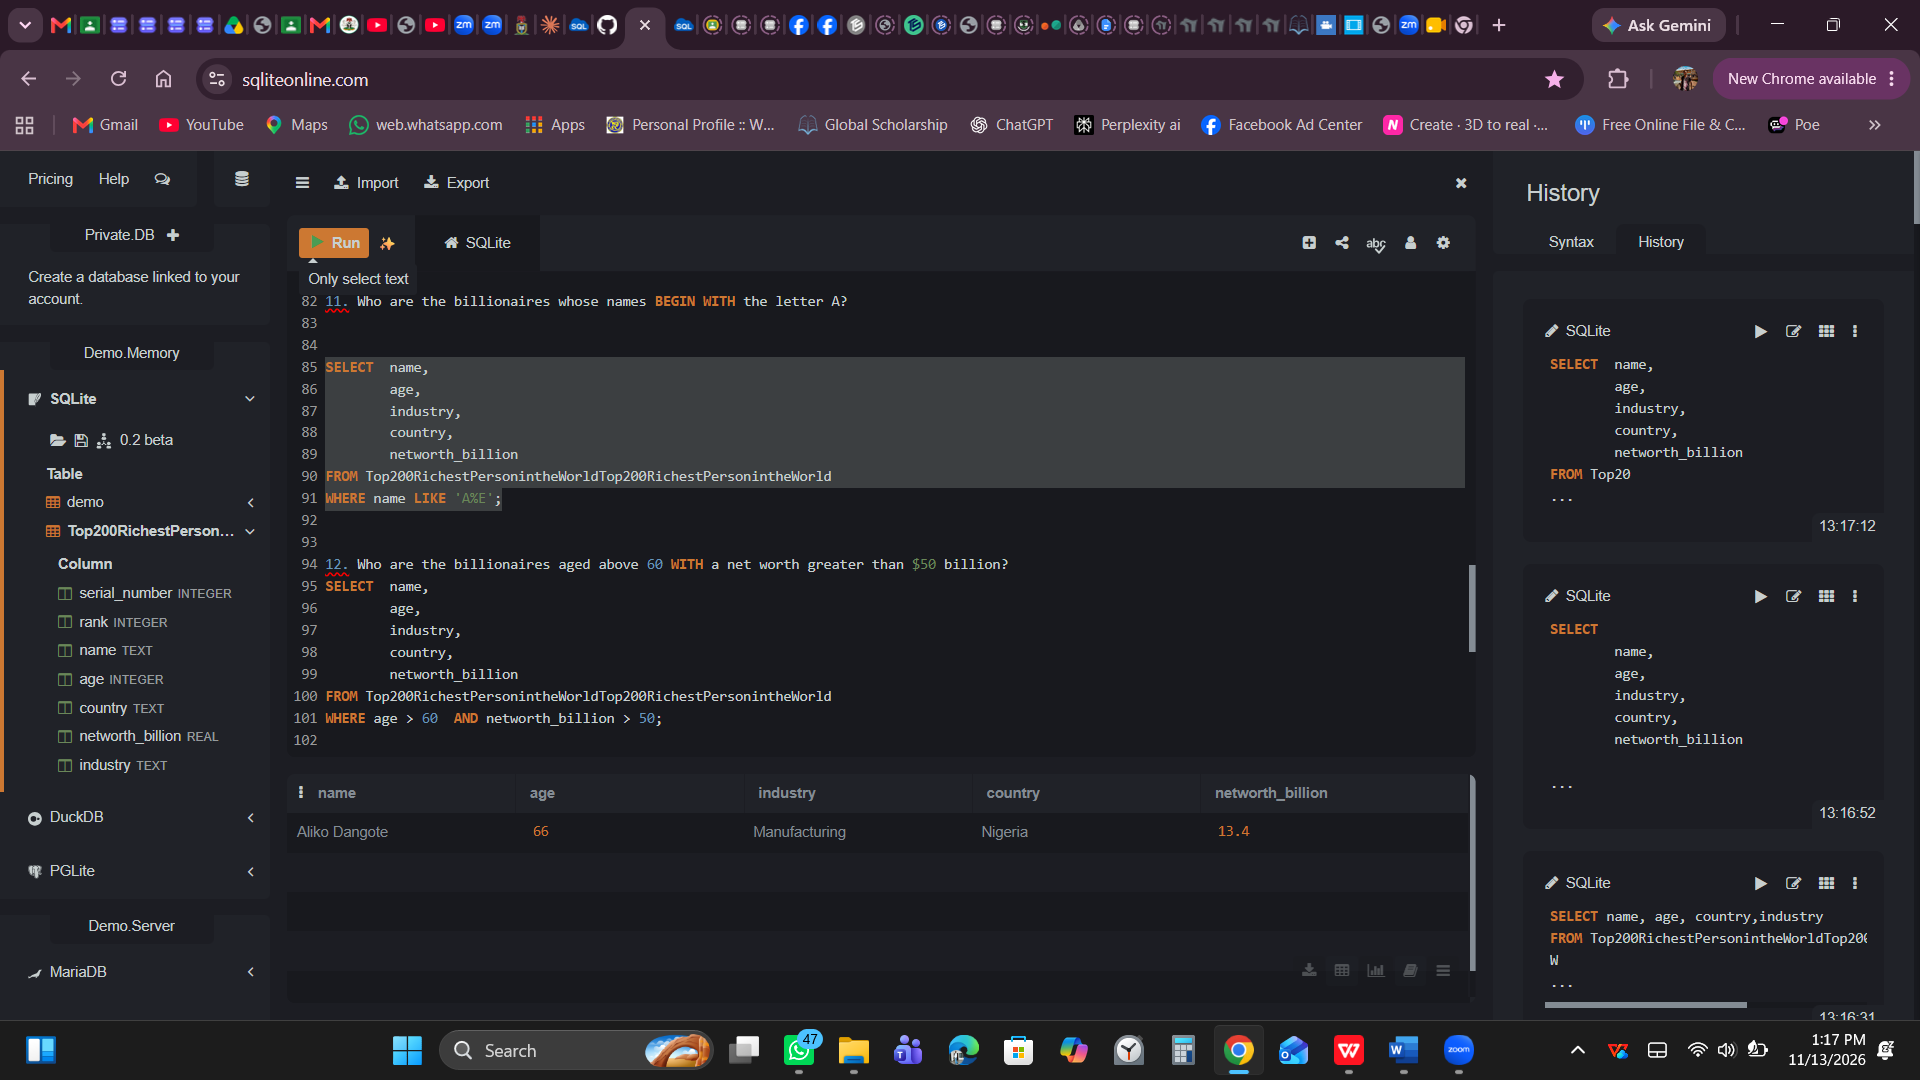 Ask Gemini
sqliteonline.com
New Chrome available
Gmail
YouTube
Maps
web.whatsapp.com
Apps
Personal Profile :: W...
Global Scholarship
ChatGPT
Perplexity ai
Facebook Ad Center
Create · 3D to real ·...
Free Online File & C...
Poe
Pricing
Help
Import
Export
History
Private.DB
Create a database linked to your
account.
Run
SQLite
Only select text
Syntax
History
Demo.Memory
SQLite
0.2 beta
Table
demo
Top200RichestPerson...
Column
serial_number INTEGER
rank INTEGER
name TEXT
age INTEGER
country TEXT
networth_billion REAL
industry TEXT
DuckDB
PGLite
Demo.Server
MariaDB
82 11. Who are the billionaires whose names BEGIN WITH the letter A?
83
84
85 SELECT name,
86 age,
87 industry,
88 country,
89 networth_billion
90 FROM Top200RichestPersonintheWorldTop200RichestPersonintheWorld
91 WHERE name LIKE 'A%E';
92
93
94 12. Who are the billionaires aged above 60 WITH a net worth greater than $50 billion?
95 SELECT name,
96 age,
97 industry,
98 country,
99 networth_billion
100 FROM Top200RichestPersonintheWorldTop200RichestPersonintheWorld
101 WHERE age > 60 AND networth_billion > 50;
102
name age industry country networth_billion
Aliko Dangote 66 Manufacturing Nigeria 13.4
SQLite
SELECT name,
age,
industry,
country,
networth_billion
FROM Top20
...
13:17:12
SQLite
SELECT
name,
age,
industry,
country,
networth_billion
...
13:16:52
SQLite
SELECT name, age, country,industry
FROM Top200RichestPersonintheWorldTop200
W
...
13:16:31
Search
47
zoom
1:17 PM
11/13/2026